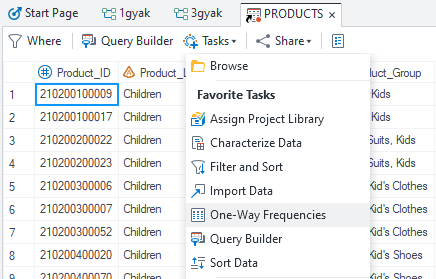 Start Page 1gyak 3gyak PRODUCTS
Where Query Builder Tasks Share
Product_ID Product_L duct_Group
Browse
Favorite Tasks
Assign Project Library
Characterize Data
Filter and Sort
Import Data
One-Way Frequencies
Query Builder
Sort Data
1 210200100009 Children Kids
2 210200100017 Children Kids
3 210200200022 Children Suits, Kids
4 210200200023 Children Suits, Kids
5 210200300006 Children Kid's Clothes
6 210200300007 Children Kid's Clothes
7 210200300052 Children Kid's Clothes
8 210200400020 Children Kid's Shoes
210200400070 Children Kid's Shoes